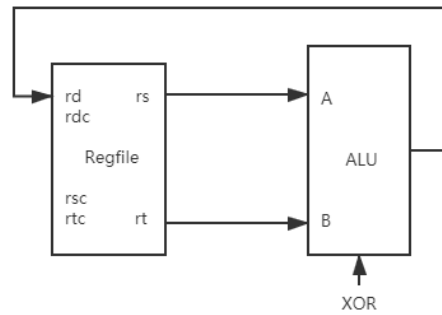 rd rs A
rdc
Regfile ALU
rsc
rtc rt B
XOR